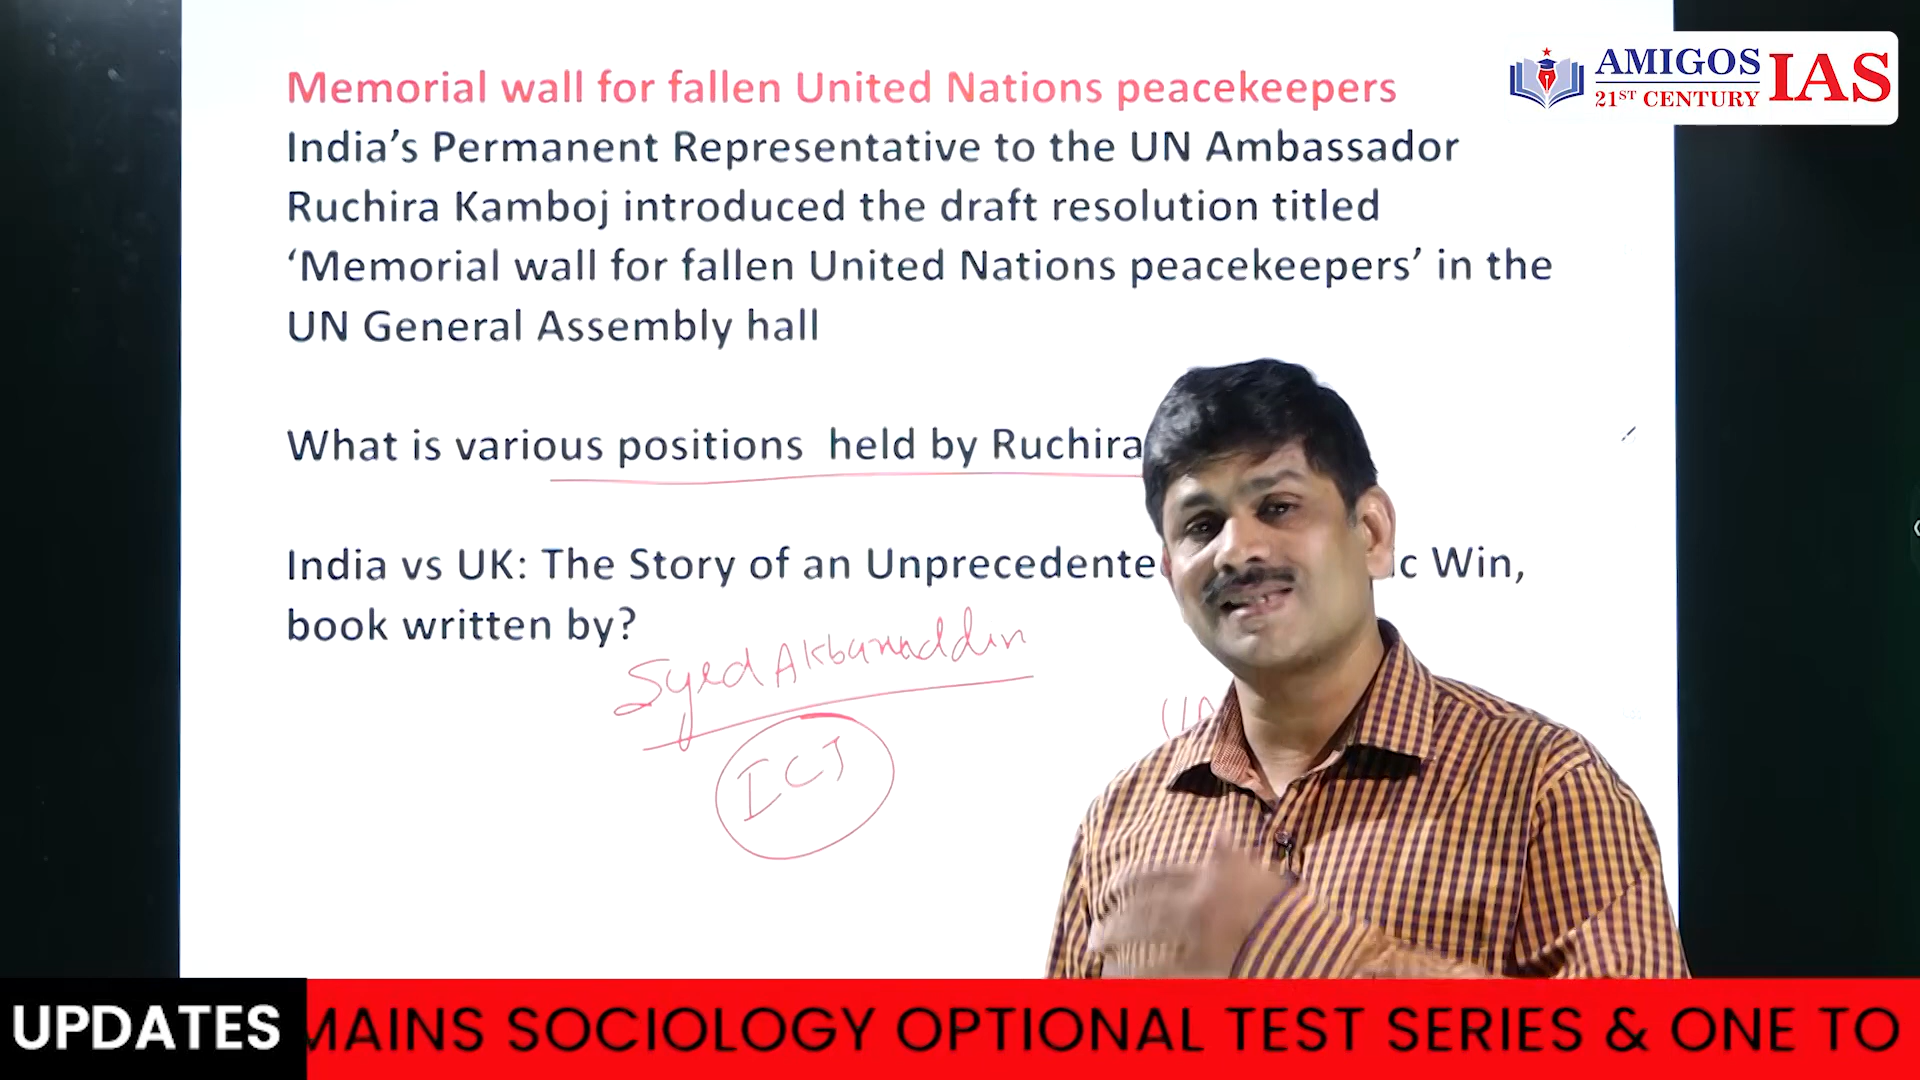 Memorial wall for fallen United Nations peacekeepers
AMIGOS
21ST CENTURY
IAS
India's Permanent Representative to the UN Ambassador
Ruchira Kamboj introduced the draft resolution titled
‘Memorial wall for fallen United Nations peacekeepers’ in the
UN General Assembly hall
What is various positions held by Ruchira
India vs UK: The Story of an Unprecedente c Win,
book written by?
Syed Akbaruddin
ICJ
UPDATES
MAINS SOCIOLOGY OPTIONAL TEST SERIES & ONE TO